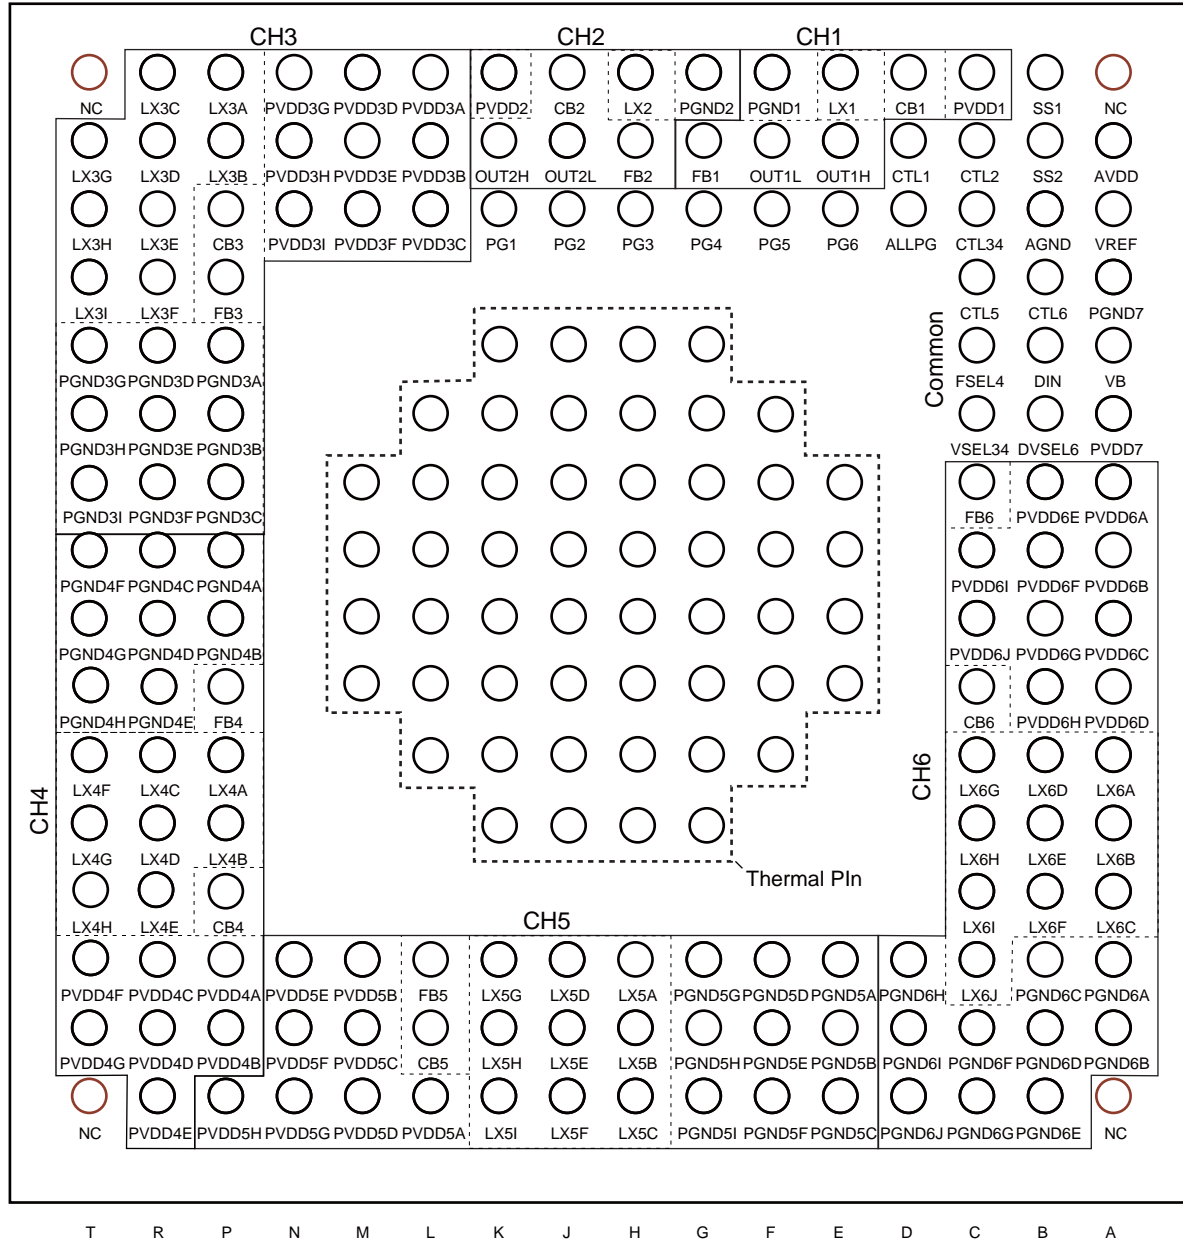 CH3 CH2 CH1
NC LX3C LX3A PVDD3G PVDD3D PVDD3A PVDD2 CB2 LX2 PGND2 PGND1 LX1 CB1 PVDD1 SS1 NC
LX3G LX3D LX3B PVDD3H PVDD3E PVDD3B OUT2H OUT2L FB2 FB1 OUT1L OUT1H CTL1 CTL2 SS2 AVDD
LX3H LX3E CB3 PVDD3I PVDD3F PVDD3C PG1 PG2 PG3 PG4 PG5 PG6 ALLPG CTL34 AGND VREF
LX3I LX3F FB3 CTL5 CTL6 PGND7
Common
PGND3G PGND3D PGND3A FSEL4 DIN VB
PGND3H PGND3E PGND3B VSEL34 DVSEL6 PVDD7
PGND3I PGND3F PGND3C FB6 PVDD6E PVDD6A
PGND4F PGND4C PGND4A PVDD6I PVDD6F PVDD6B
PGND4G PGND4D PGND4B PVDD6J PVDD6G PVDD6C
PGND4H PGND4E FB4 CB6 PVDD6H PVDD6D
CH4 CH6
LX4F LX4C LX4A LX6G LX6D LX6A
LX4G LX4D LX4B LX6H LX6E LX6B
Thermal PIn
LX4H LX4E CB4 CH5 LX6I LX6F LX6C
PVDD4F PVDD4C PVDD4A PVDD5E PVDD5B FB5 LX5G LX5D LX5A PGND5G PGND5D PGND5A PGND6H LX6J PGND6C PGND6A
PVDD4G PVDD4D PVDD4B PVDD5F PVDD5C CB5 LX5H LX5E LX5B PGND5H PGND5E PGND5B PGND6I PGND6F PGND6D PGND6B
NC PVDD4E PVDD5H PVDD5G PVDD5D PVDD5A LX5I LX5F LX5C PGND5I PGND5F PGND5C PGND6J PGND6G PGND6E NC
T R P N M L K J H G F E D C B A